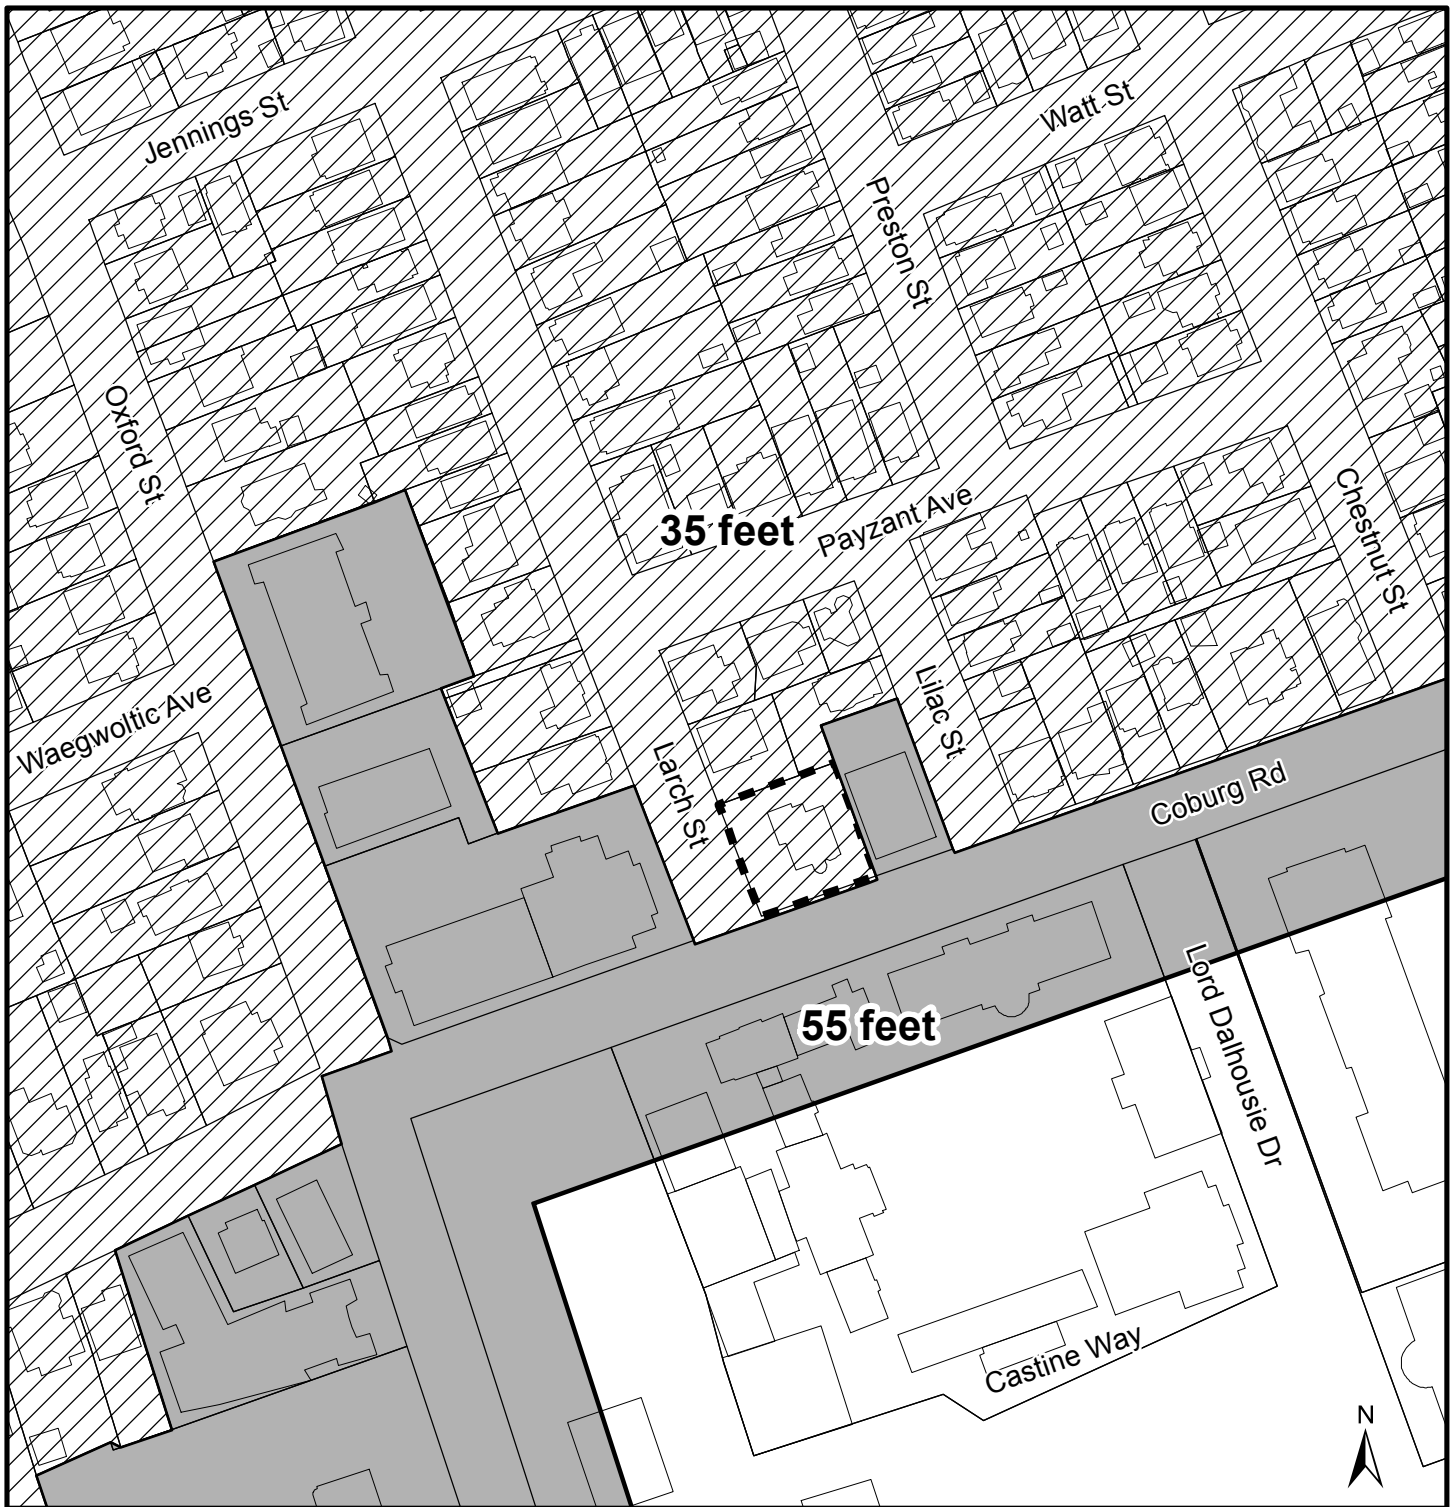 Jennings St
Watt St
Preston St
Oxford St
35 feet
Payzant Ave
Chestnut St
Waegwoltic Ave
Larch St
Lilac St
Coburg Rd
55 feet
Lord Dalhousie Dr
Castine Way
N